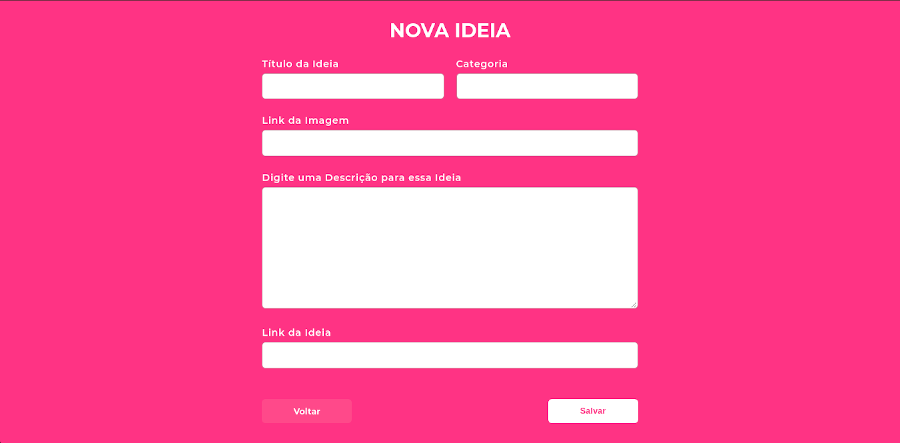 NOVA IDEIA
Título da Ideia
Categoria
Link da Imagem
Digite uma Descrição para essa Ideia
Link da Ideia
Voltar
Salvar